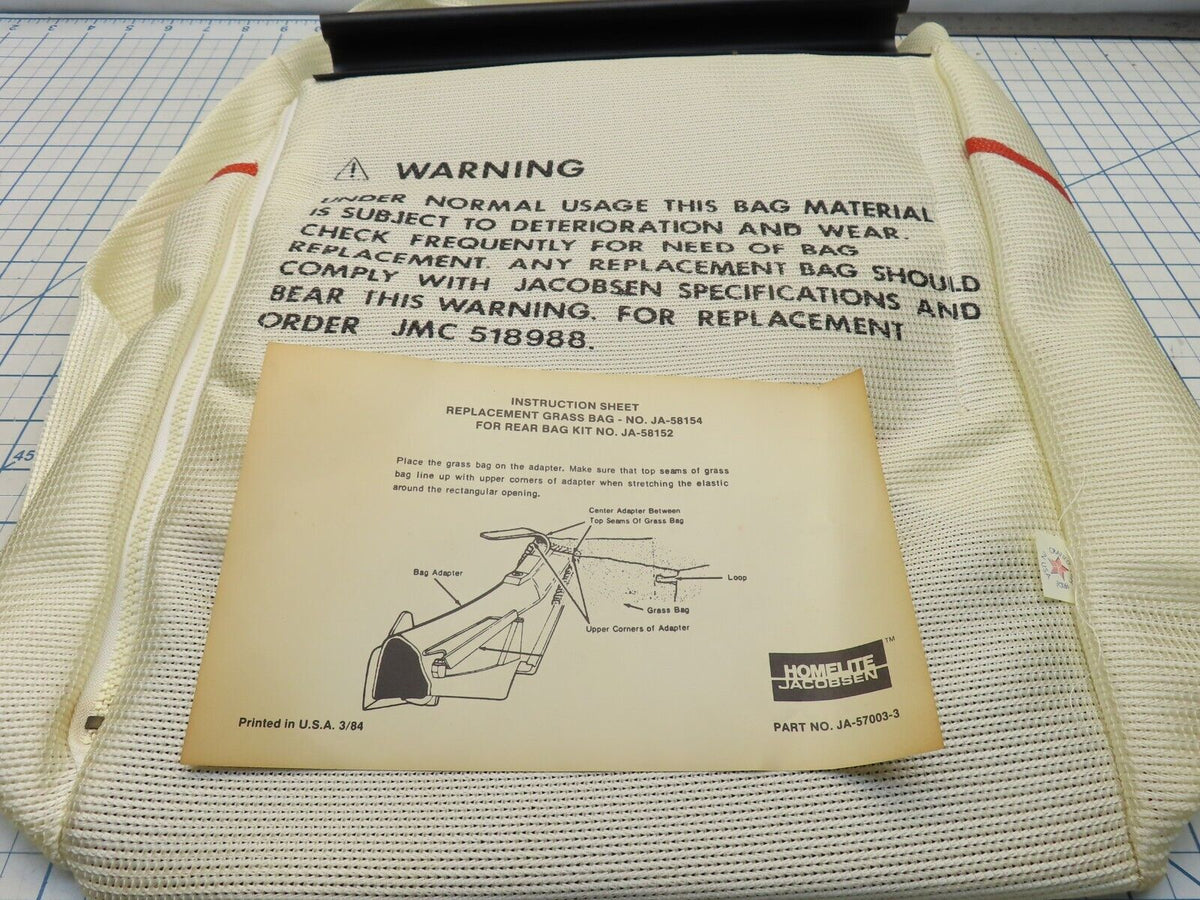 ⚠ WARNING
UNDER NORMAL USAGE THIS BAG MATERIAL
IS SUBJECT TO DETERIORATION AND WEAR.
CHECK FREQUENTLY FOR NEED OF BAG
REPLACEMENT. ANY REPLACEMENT BAG SHOULD
COMPLY WITH JACOBSEN SPECIFICATIONS AND
BEAR THIS WARNING. FOR REPLACEMENT
ORDER JMC 518988.
INSTRUCTION SHEET
REPLACEMENT GRASS BAG - NO. JA-58154
FOR REAR BAG KIT NO. JA-58152
Place the grass bag on the adapter. Make sure that top seams of grass
bag line up with upper corners of adapter when stretching the elastic
around the rectangular opening.
Center Adapter Between
Top Seams Of Grass Bag
Bag Adapter
Loop
Grass Bag
Upper Corners of Adapter
HOMELITE
JACOBSEN
TM
Printed in U.S.A. 3/84
PART NO. JA-57003-3
45